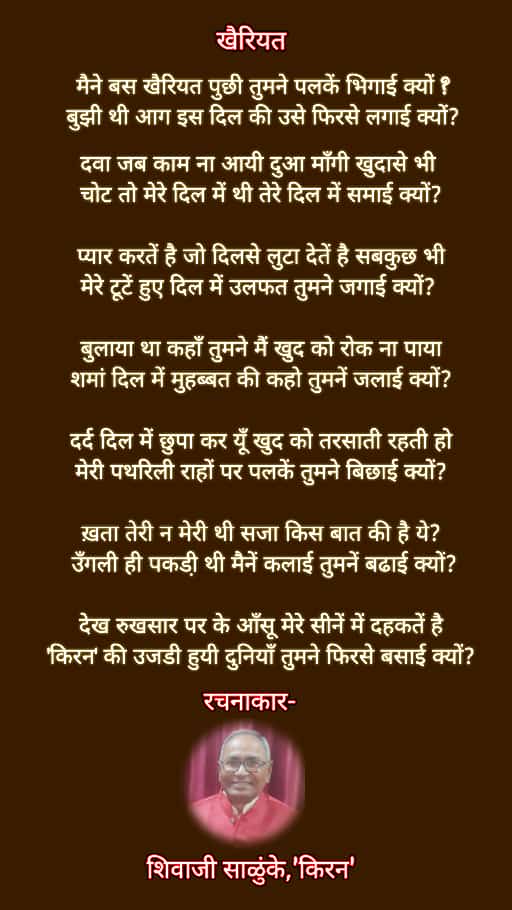 खैरियत
मैने बस खैरियत पुछी तुमने पलकें भिगाई क्यों ?
बुझी थी आग इस दिल की उसे फिरसे लगाई क्यों?
दवा जब काम ना आयी दुआ माँगी खुदासे भी
चोट तो मेरे दिल में थी तेरे दिल में समाई क्यों?
प्यार करतें है जो दिलसे लुटा देतें है सबकुछ भी
मेरे टूटें हुए दिल में उलफत तुमने जगाई क्यों?
बुलाया था कहाँ तुमने मैं खुद को रोक ना पाया
शमां दिल में मुहब्बत की कहो तुमनें जलाई क्यों?
दर्द दिल में छुपा कर यूँ खुद को तरसाती रहती हो
मेरी पथरिली राहों पर पलकें तुमने बिछाई क्यों?
ख़ता तेरी न मेरी थी सजा किस बात की है ये?
उँगली ही पकडी़ थी मैनें कलाई तुमनें बढाई क्यों?
देख रुखसार पर के आँसू मेरे सीनें में दहकतें है
'किरन' की उजडी हुयी दुनियाँ तुमने फिरसे बसाई क्यों?
रचनाकार-
शिवाजी साळुंके,'किरन'